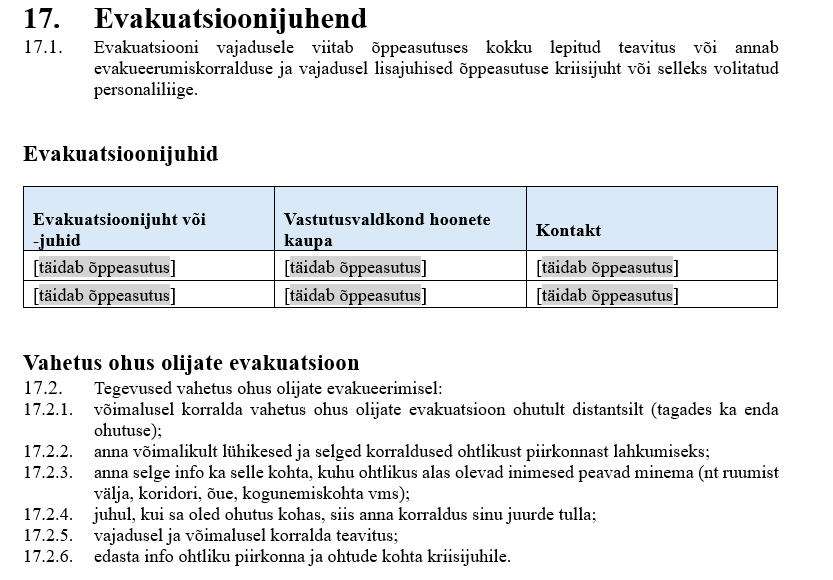 17. Evakuatsioonijuhend
17.1. Evakuatsiooni vajadusele viitab õppeasutuses kokku lepitud teavitus või annab
evakueerumiskorralduse ja vajadusel lisajuhised õppeasutuse kriisijuht või selleks volitatud
personaliliige.
Evakuatsioonijuhid
Evakuatsioonijuht või
-juhid
Vastutusvaldkond hoonete
kaupa
Kontakt
[täidab õppeasutus] [täidab õppeasutus] [täidab õppeasutus]
[täidab õppeasutus] [täidab õppeasutus] [täidab õppeasutus]
Vahetus ohus olijate evakuatsioon
17.2. Tegevused vahetus ohus olijate evakueerimisel:
17.2.1. võimalusel korralda vahetus ohus olijate evakuatsioon ohutult distantsilt (tagades ka enda
ohutuse);
17.2.2. anna võimalikult lühikesed ja selged korraldused ohtlikust piirkonnast lahkumiseks;
17.2.3. anna selge info ka selle kohta, kuhu ohtlikus alas olevad inimesed peavad minema (nt ruumist
välja, koridori, õue, kogunemiskohta vms);
17.2.4. juhul, kui sa oled ohutus kohas, siis anna korraldus sinu juurde tulla;
17.2.5. vajadusel ja võimalusel korralda teavitus;
17.2.6. edasta info ohtliku piirkonna ja ohtude kohta kriisijuhile.